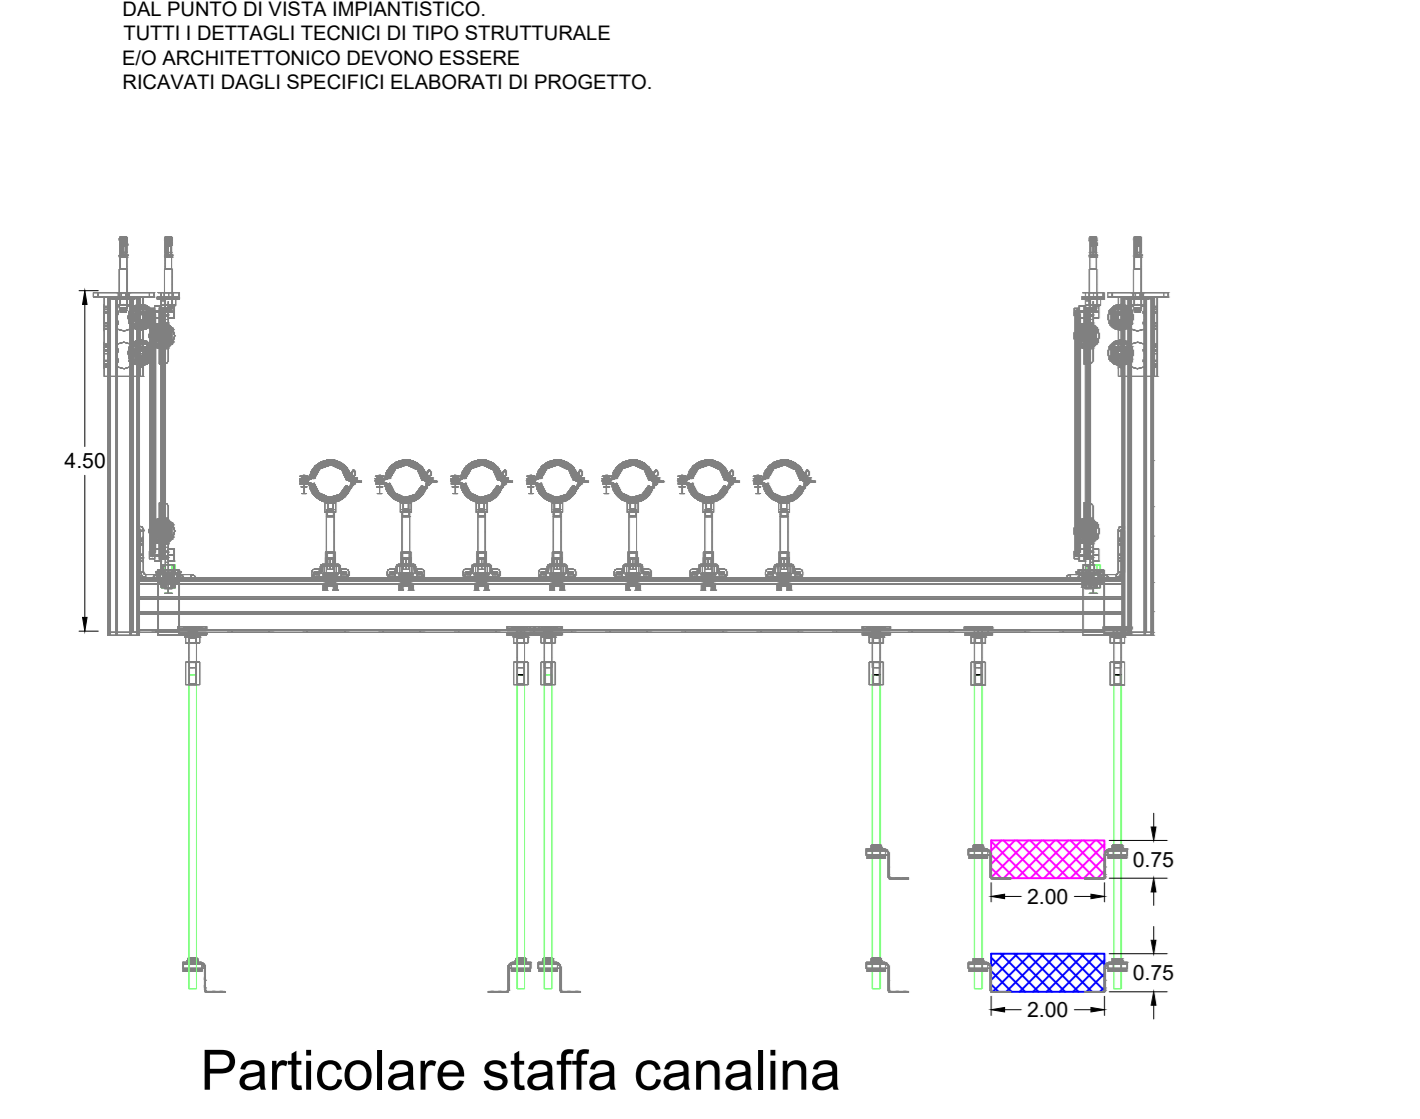 DAL PUNTO DI VISTA IMPIANTISTICO.
TUTTI I DETTAGLI TECNICI DI TIPO STRUTTURALE
E/O ARCHITETTONICO DEVONO ESSERE
RICAVATI DAGLI SPECIFICI ELABORATI DI PROGETTO.
4.50
0.75
2.00
0.75
2.00
Particolare staffa canalina